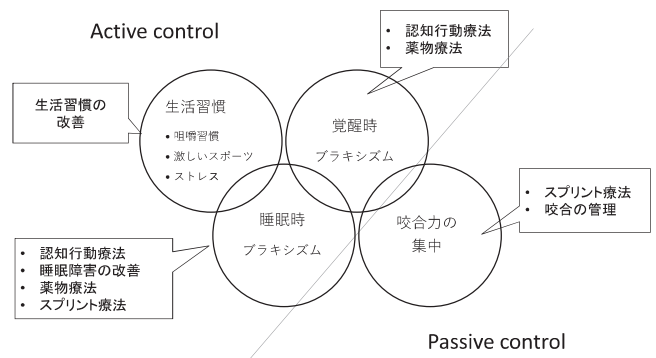 Active control
• 認知行動療法
• 薬物療法
生活習慣の
改善
生活習慣
• 咀嚼習慣
• 激しいスポーツ
• ストレス
覚醒時
ブラキシズム
睡眠時
ブラキシズム
咬合力の
集中
• スプリント療法
• 咬合の管理
• 認知行動療法
• 睡眠障害の改善
• 薬物療法
• スプリント療法
Passive control